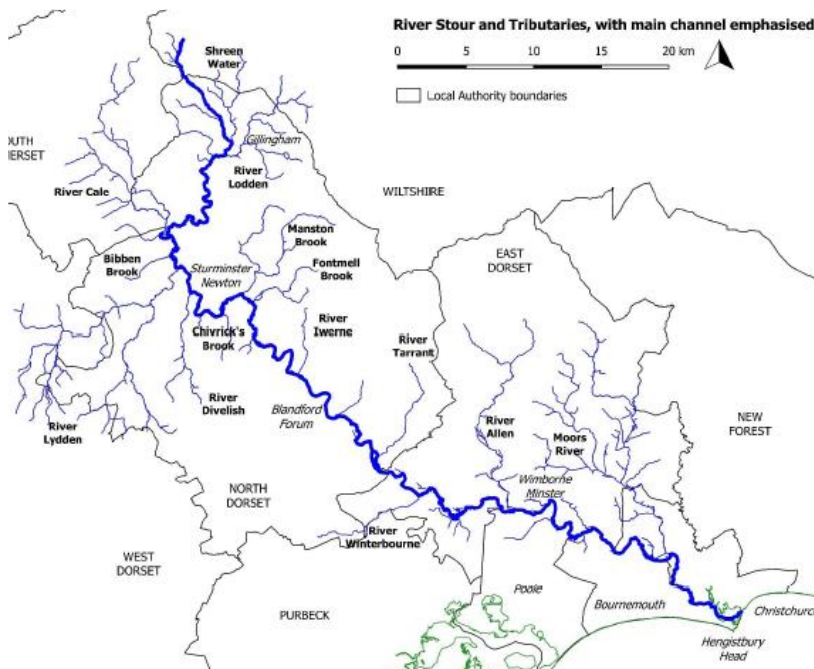 River Stour and Tributaries, with main channel emphasised
0 5 10 15 20 km
Local Authority boundaries
Shreen
Water
Gillingham
OUTH
MERSET
River
Lodden
River Cale
WILTSHIRE
Manston
Brook
Bibben
Brook
Sturminster
Newton
Fontmell
Brook
EAST
DORSET
Chivrick's
Brook
River
Iwerne
River
Tarrant
River
Divelish
Blandford
Forum
River
Lydden
River
Allen
Moors
River
NEW
FOREST
Wimborne
Minster
NORTH
DORSET
River
Winterbourne
WEST
DORSET
PURBECK
Poole
Bournemouth
Christchurch
Hengistbury
Head